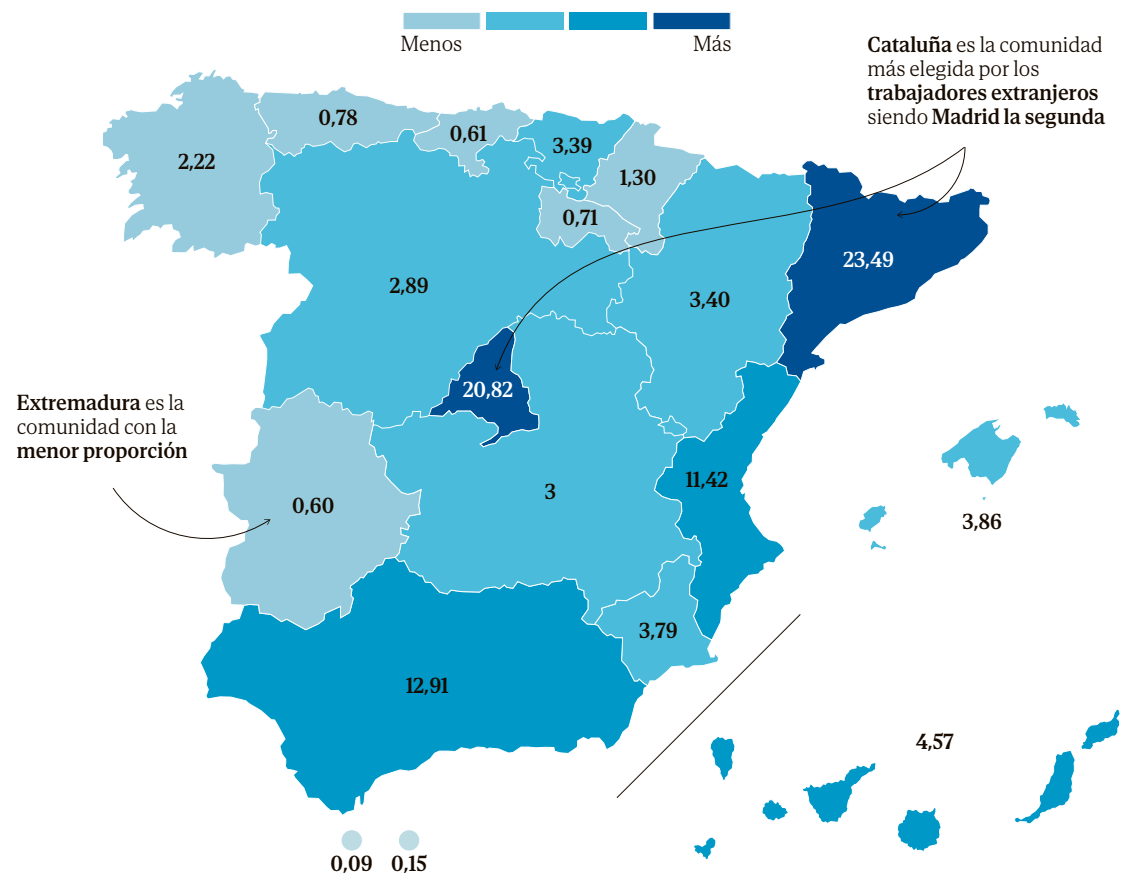 Menos
Más
Cataluña es la comunidad
más elegida por los
trabajadores extranjeros
siendo Madrid la segunda
0,78
0,61
3,39
2,22
1,30
0,71
23,49
2,89
3,40
20,82
Extremadura es la
comunidad con la
menor proporción
11,42
3
0,60
3,86
3,79
12,91
4,57
0,09
0,15